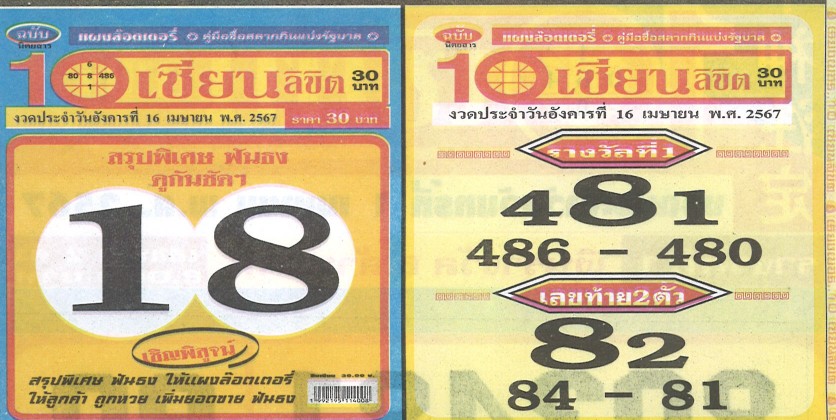 ฉบับ
แผงล๊อตเตอรี่ ๏ คู่มือซื้อสลากกินแบ่งรัฐบาล ๏
นิตยสาร
10 เซียนลิขิต 30 บาท
6
80 8 486
1
งวดประจำวันอังคารที่ 16 เมษายน พ.ศ. 2567 ราคา 30 บาท
สรุปพิเศษ ฟันธง
ดูกันชัดๆ
18
เชิญพิสูจน์
สรุปพิเศษ ฟันธง ให้แผงล๊อตเตอรี่
ให้ลูกค้า ถูกหวย เพิ่มยอดขาย ฟันธง
ฉบับ
แผงล๊อตเตอรี่ ๏ คู่มือซื้อสลากกินแบ่งรัฐบาล ๏
นิตยสาร
10 เซียนลิขิต 30 บาท
งวดประจำวันอังคารที่ 16 เมษายน พ.ศ. 2567
รางวัลที่1
481
486 - 480
เลขท้าย2ตัว
82
84 - 81